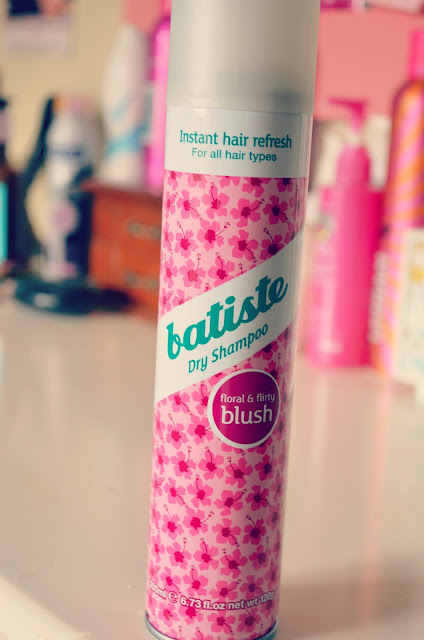 Instant hair refresh
For all hair types
batiste
Dry Shampoo
floral & flirty
blush
6.73 fl.oz net wt 120g